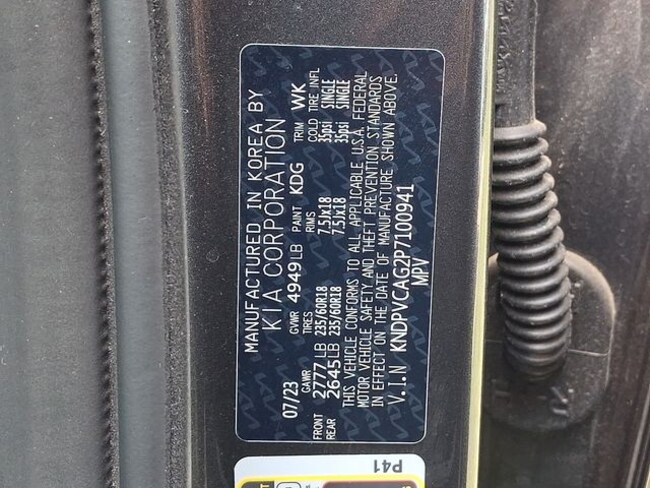 MANUFACTURED IN KOREA BY
KIA CORPORATION
07/23 GVWR 4949LB PAINT KDG TRIM WK
GAWR TIRES RIMS COLD TIRE INFL
FRONT 2777LB 235/60R18 7.5Jx18 35psi SINGLE
REAR 2645LB 235/60R18 7.5Jx18 35psi SINGLE
THIS VEHICLE CONFORMS TO ALL APPLICABLE U.S.A. FEDERAL
MOTOR VEHICLE SAFETY AND THEFT PREVENTION STANDARDS
IN EFFECT ON THE DATE OF MANUFACTURE SHOWN ABOVE.
V.I.N KNDPVCAG2P7100941
MPV
P41